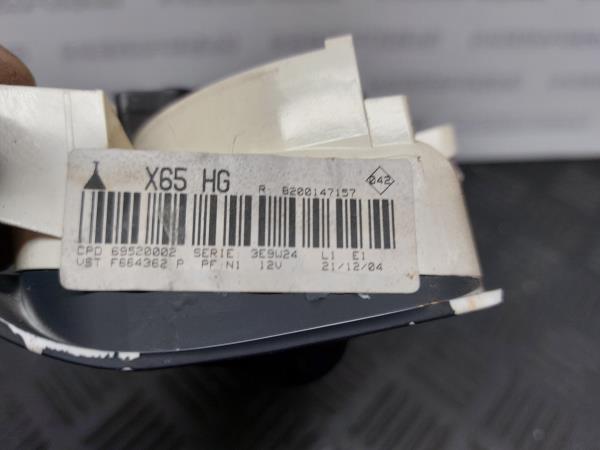 X65 HG
R. 8200147157
042
CPD 69520002 SERIE: 3E9W24 L1 E1
VST F664362 P PF N1 12V 21/12/04